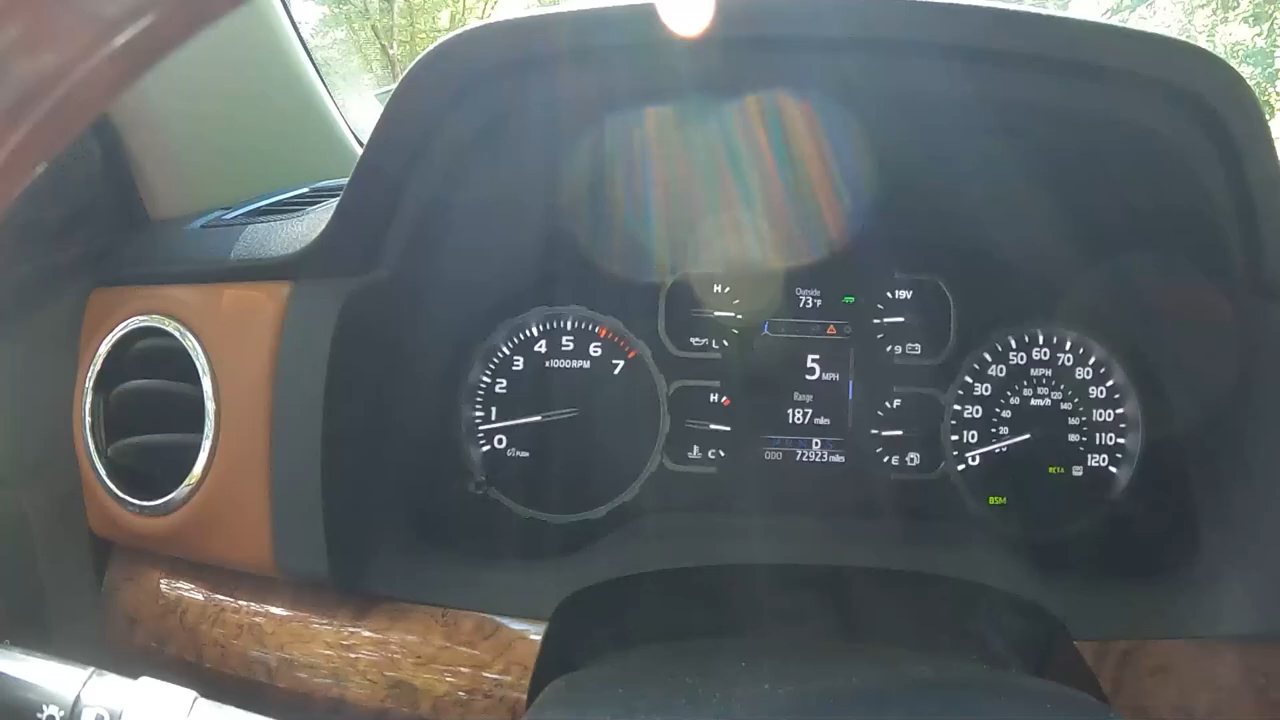 7
6
5
4
3
2
1
0
x1000RPM
PUSH
H
L
H
C
Outside
73°F
5 MPH
Range
187 miles
D
ODO 72923 miles
19V
9
F
E
0
10
20
30
40
50
60
70
80
90
100
110
120
MPH
km/h
20
40
60
80
100
120
140
160
180
RCTA
BSM